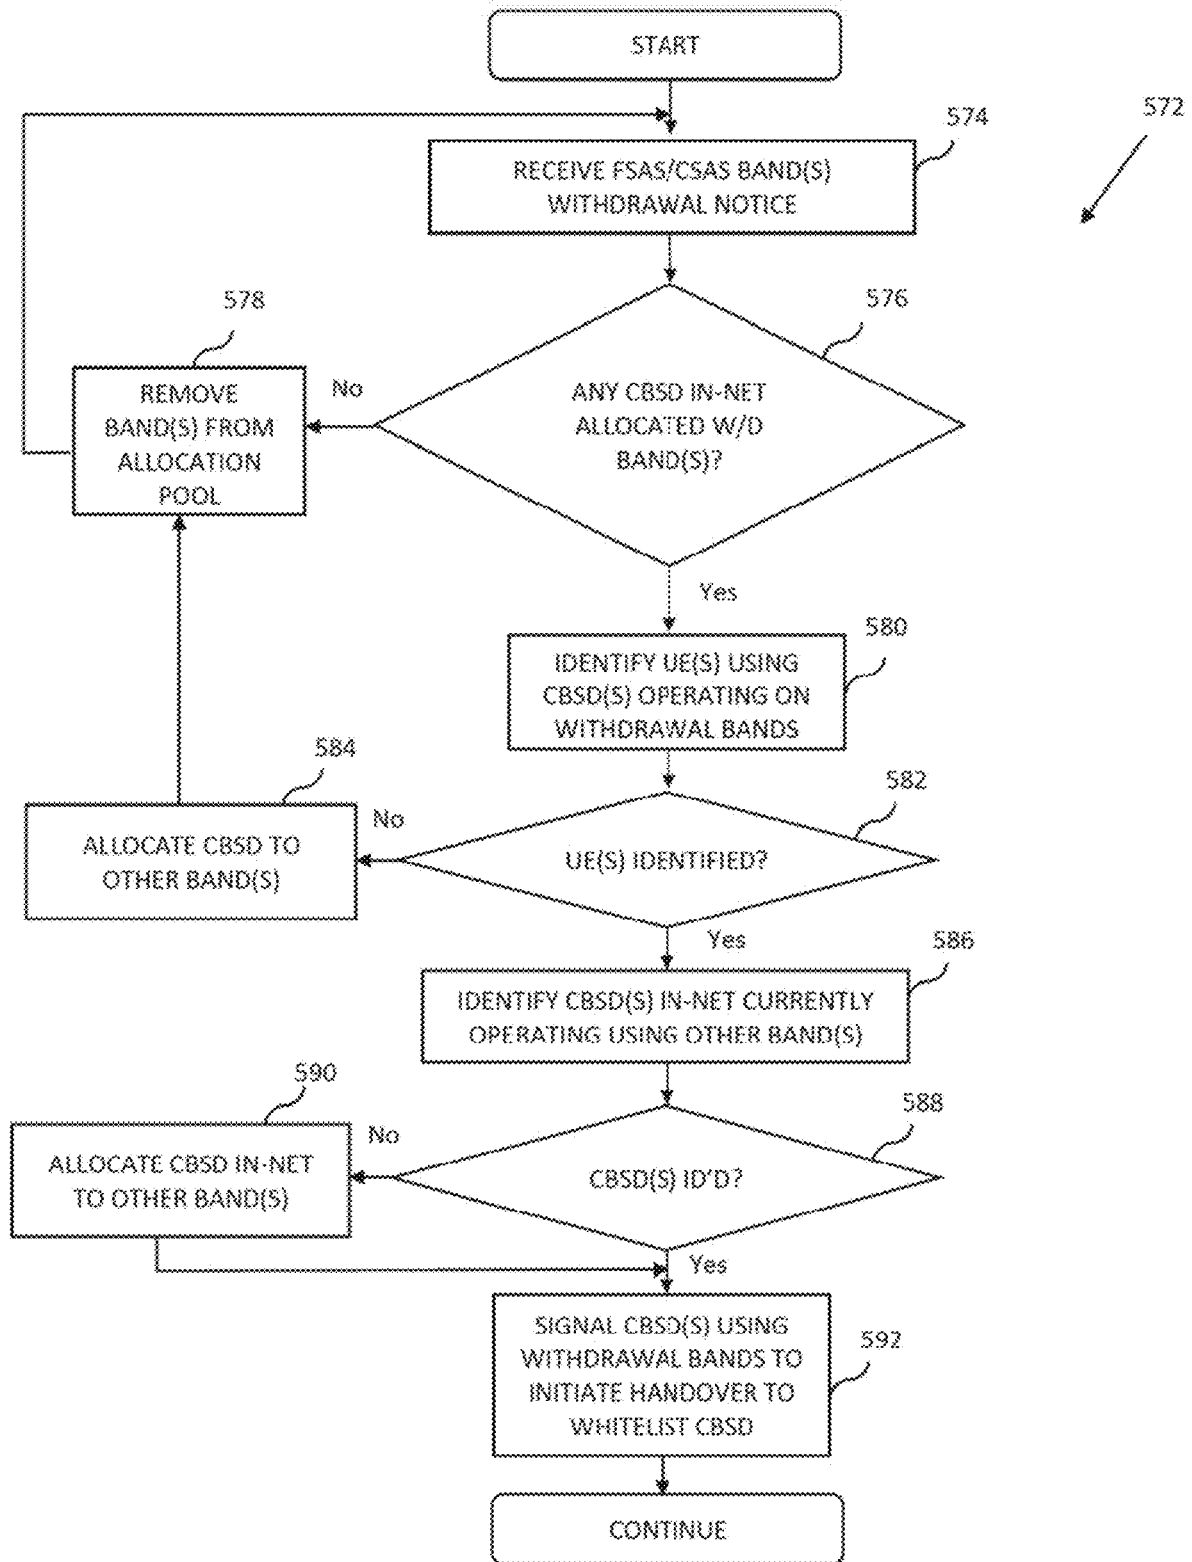 START
572
574
RECEIVE FSAS/CSAS BAND(S)
WITHDRAWAL NOTICE
576
ANY CBSD IN-NET
ALLOCATED W/D
BAND(S)?
No
578
REMOVE
BAND(S) FROM
ALLOCATION
POOL
Yes
580
IDENTIFY UE(S) USING
CBSD(S) OPERATING ON
WITHDRAWAL BANDS
582
UE(S) IDENTIFIED?
No
584
ALLOCATE CBSD TO
OTHER BAND(S)
Yes
586
IDENTIFY CBSD(S) IN-NET CURRENTLY
OPERATING USING OTHER BAND(S)
588
CBSD(S) ID'D?
No
590
ALLOCATE CBSD IN-NET
TO OTHER BAND(S)
Yes
592
SIGNAL CBSD(S) USING
WITHDRAWAL BANDS TO
INITIATE HANDOVER TO
WHITELIST CBSD
CONTINUE